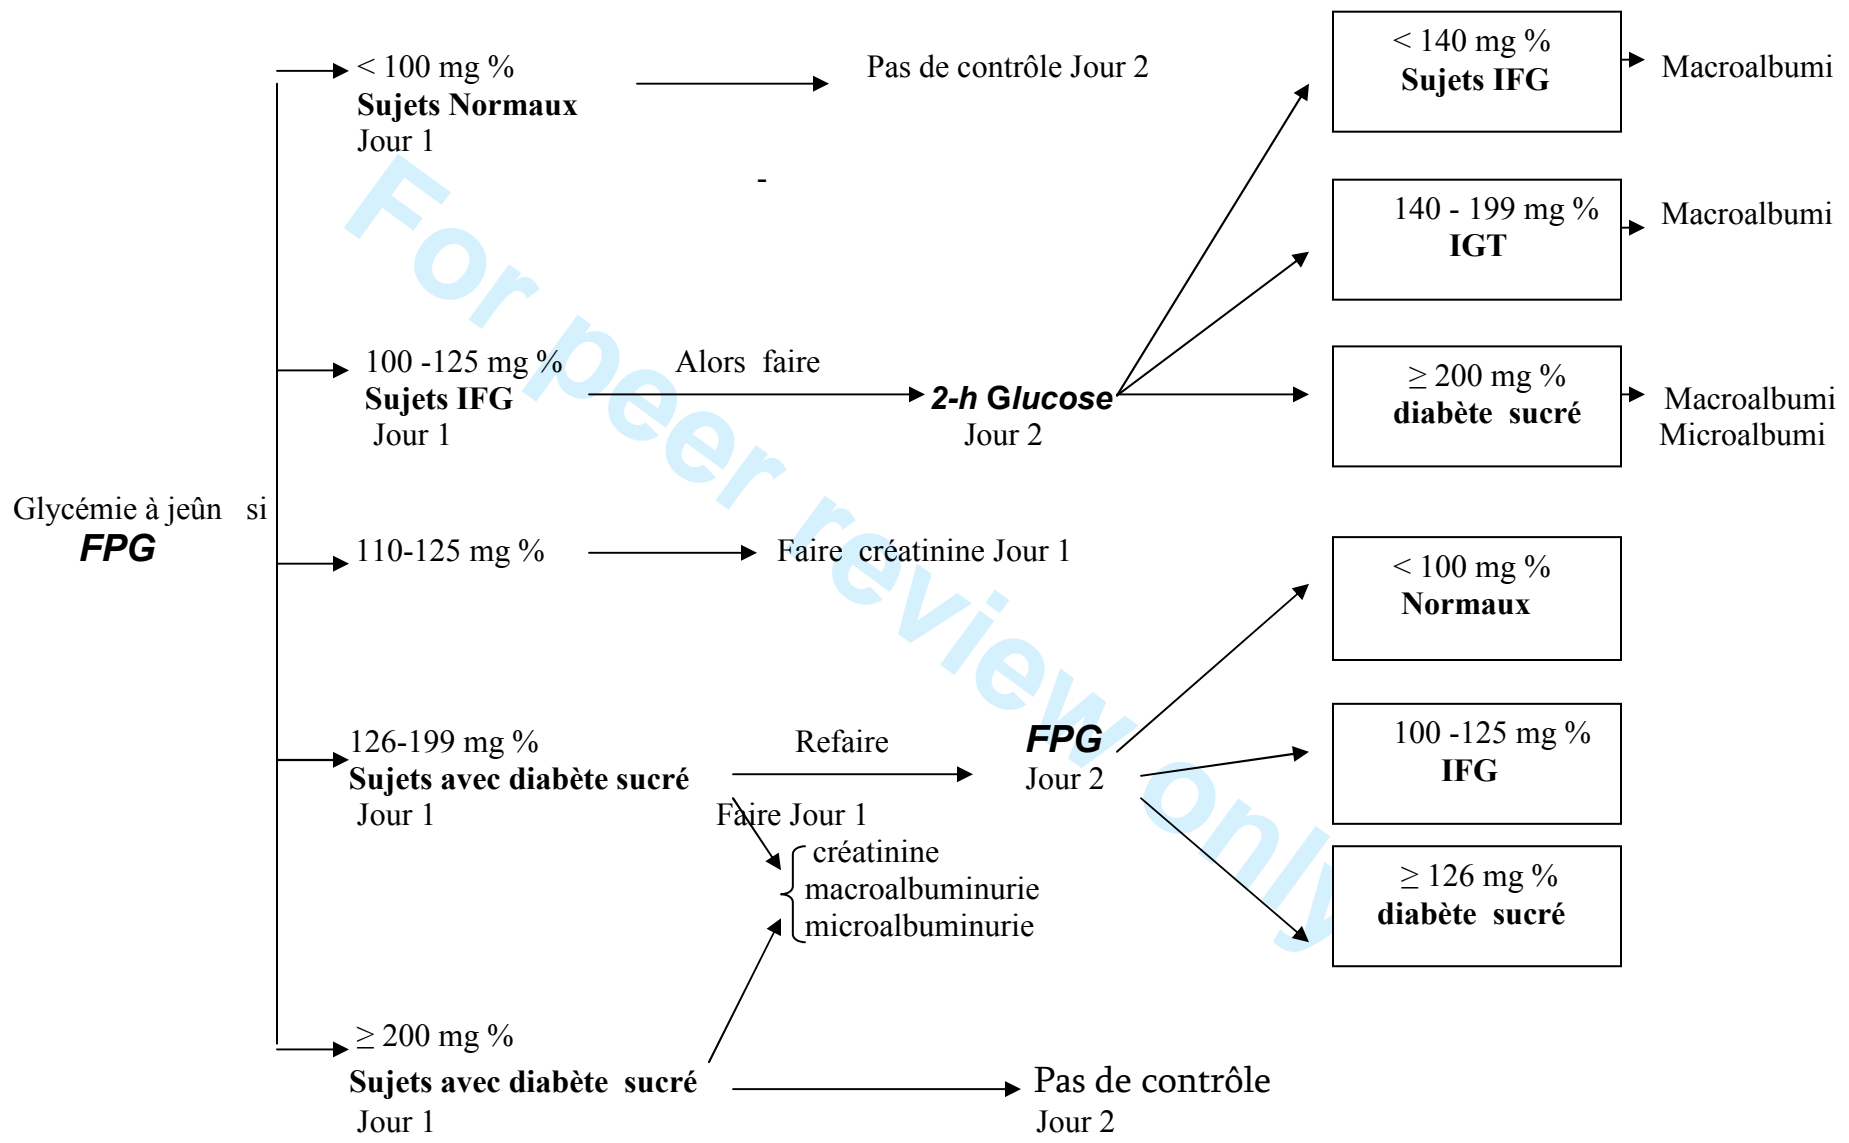 Glycémie à jeûn si
FPG
< 100 mg %
Sujets Normaux
Jour 1
Pas de contrôle Jour 2
-
100 -125 mg %
Sujets IFG
Jour 1
Alors faire
2-h Glucose
Jour 2
< 140 mg %
Sujets IFG
Macroalbumi
140 - 199 mg %
IGT
Macroalbumi
≥ 200 mg %
diabète sucré
Macroalbumi
Microalbumi
110-125 mg %
Faire créatinine Jour 1
126-199 mg %
Sujets avec diabète sucré
Jour 1
Refaire
FPG
Jour 2
< 100 mg %
Normaux
100 -125 mg %
IFG
≥ 126 mg %
diabète sucré
Faire Jour 1
créatinine
macroalbuminurie
microalbuminurie
≥ 200 mg %
Sujets avec diabète sucré
Jour 1
Pas de contrôle
Jour 2
For peer review only